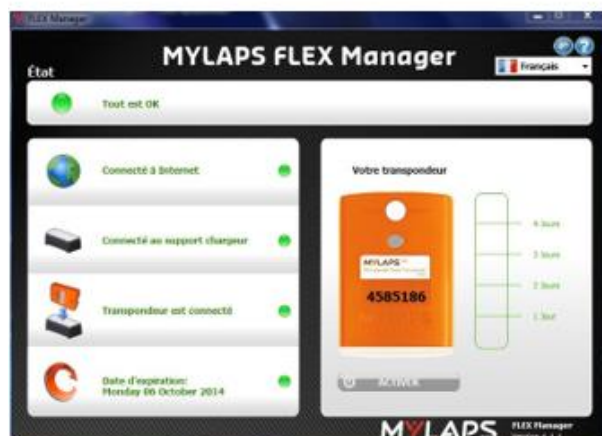 FLEX Manager
MYLAPS FLEX Manager
État
Français
Tout est OK
Connecté à Internet
Connecté au support chargeur
Transpondeur est connecté
Date d'expiration:
Monday 06 October 2014
Votre transpondeur
MYLAPS
4585186
4 Jours
3 Jours
2 Jours
1 Jour
ACTIVER
MYLAPS
FLEX Manager